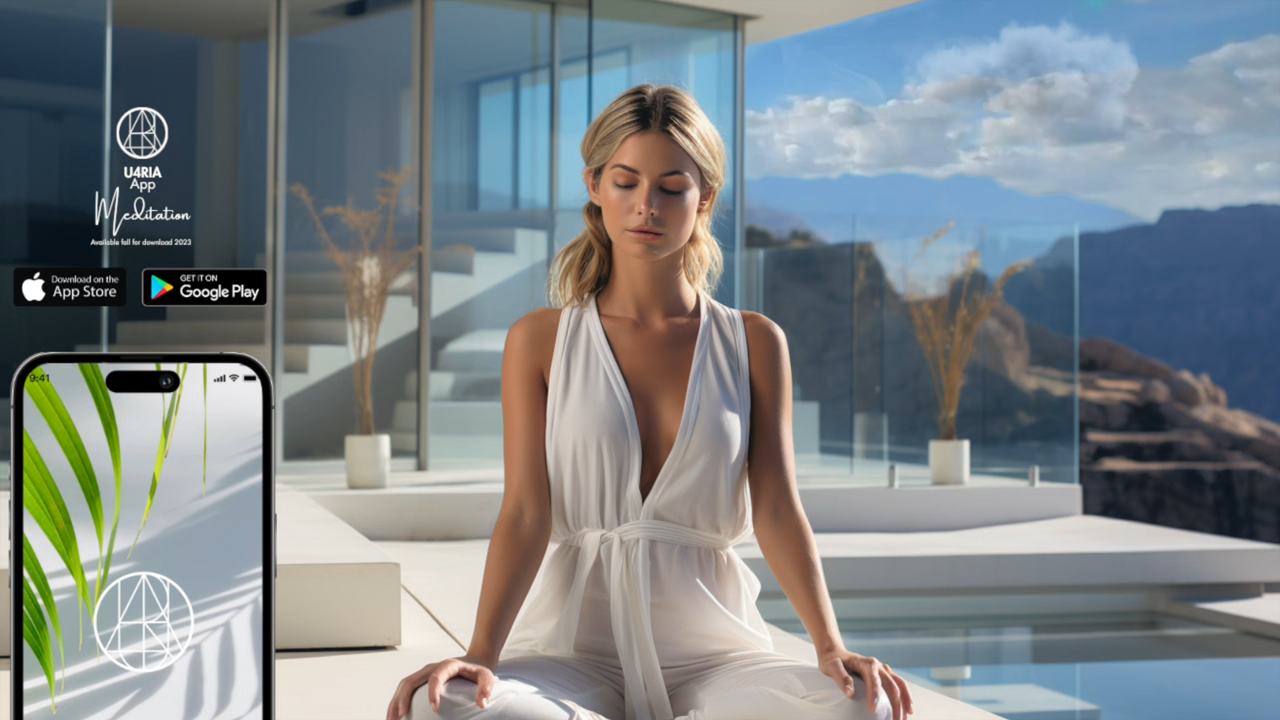 U4RIA
App
Meditation
Available fall for download 2023
Download on the
App Store
GET IT ON
Google Play
9:41